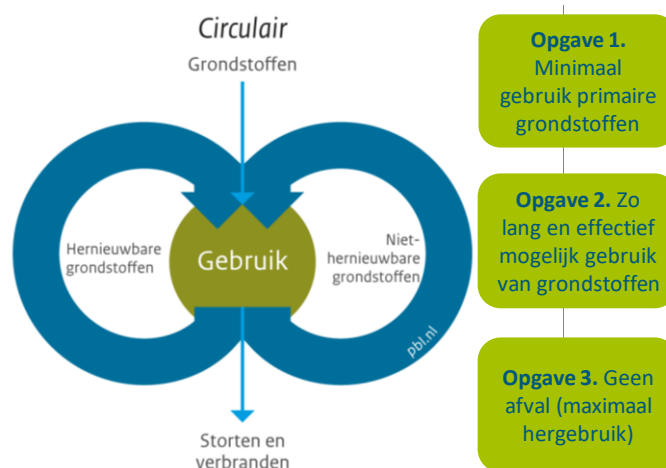 Circulair
Grondstoffen
Hernieuwbare
grondstoffen
Gebruik
Niet-
hernieuwbare
grondstoffen
pbl.nl
Storten en
verbranden
Opgave 1.
Minimaal
gebruik primaire
grondstoffen
Opgave 2. Zo
lang en effectief
mogelijk gebruik
van grondstoffen
Opgave 3. Geen
afval (maximaal
hergebruik)